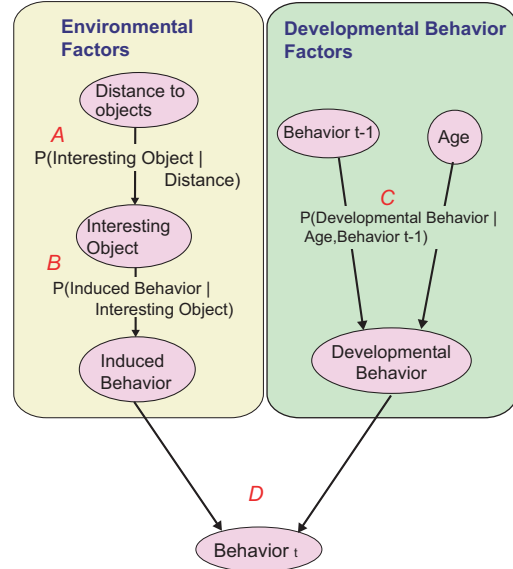 Environmental
Factors
Distance to
objects
A
P(Interesting Object |
Distance)
Interesting
Object
B
P(Induced Behavior |
Interesting Object)
Induced
Behavior
Developmental Behavior
Factors
Behavior t-1
Age
C
P(Developmental Behavior |
Age,Behavior t-1)
Developmental
Behavior
D
Behavior t